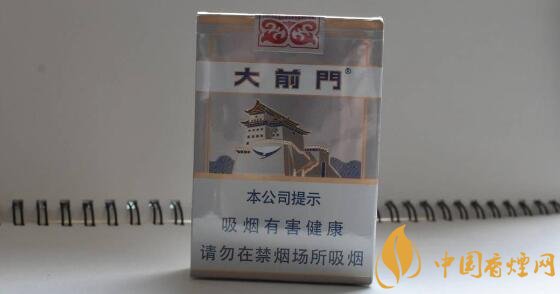 大前門®
本公司提示
吸烟有害健康
请勿在禁烟场所吸烟
中国香烟网